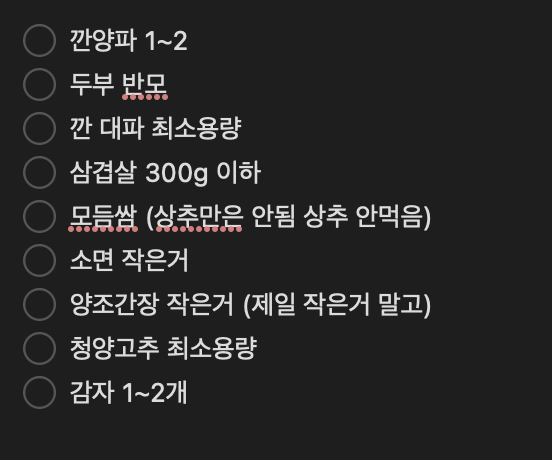 깐양파 1~2
두부 반모
깐 대파 최소용량
삼겹살 300g 이하
모듬쌈 (상추만은 안됨 상추 안먹음)
소면 작은거
양조간장 작은거 (제일 작은거 말고)
청양고추 최소용량
감자 1~2개